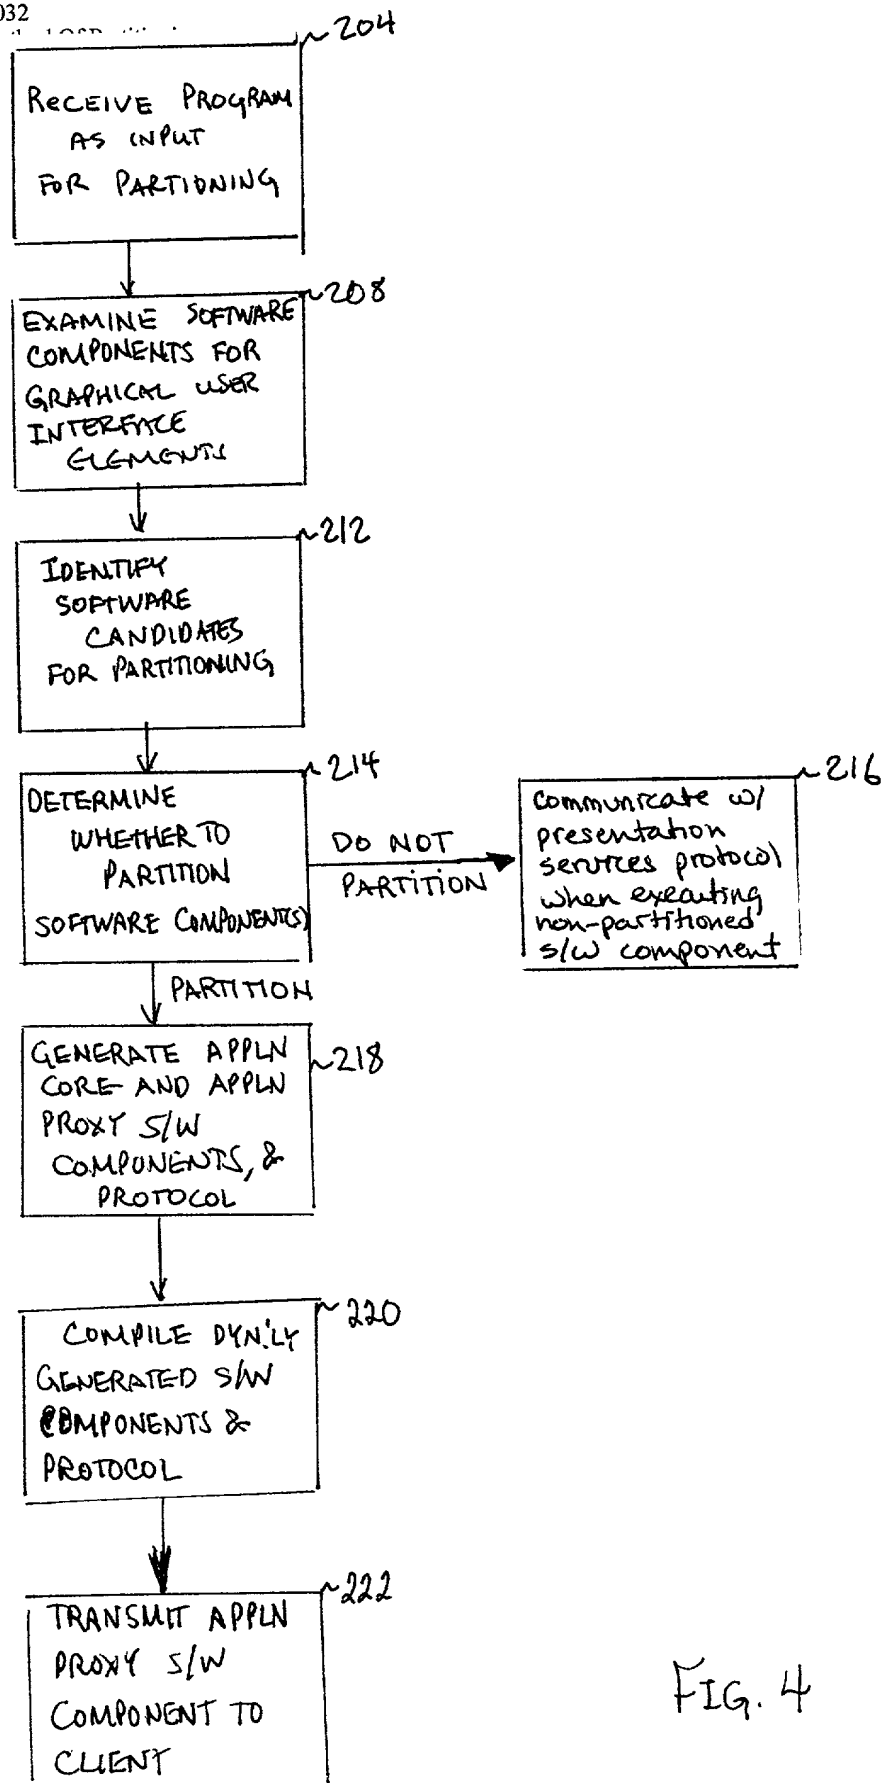 032
204
RECEIVE PROGRAM
AS INPUT
FOR PARTIONING
208
EXAMINE SOFTWARE
COMPONENTS FOR
GRAPHICAL USER
INTERFACE
ELEMENTS
212
IDENTIFY
SOFTWARE
CANDIDATES
FOR PARTITIONING
214
DETERMINE
WHETHER TO
PARTITION
SOFTWARE COMPONENT(S)
DO NOT
PARTITION
216
Communicate w/
presentation
services protocol
when executing
non-partitioned
s/w component
PARTITION
GENERATE APPLN
CORE AND APPLN
PROXY S/W
COMPONENTS, &
PROTOCOL
218
220
COMPILE DYN'LY
GENERATED S/W
COMPONENTS &
PROTOCOL
222
TRANSMIT APPLN
PROXY S/W
COMPONENT TO
CLIENT
FIG. 4